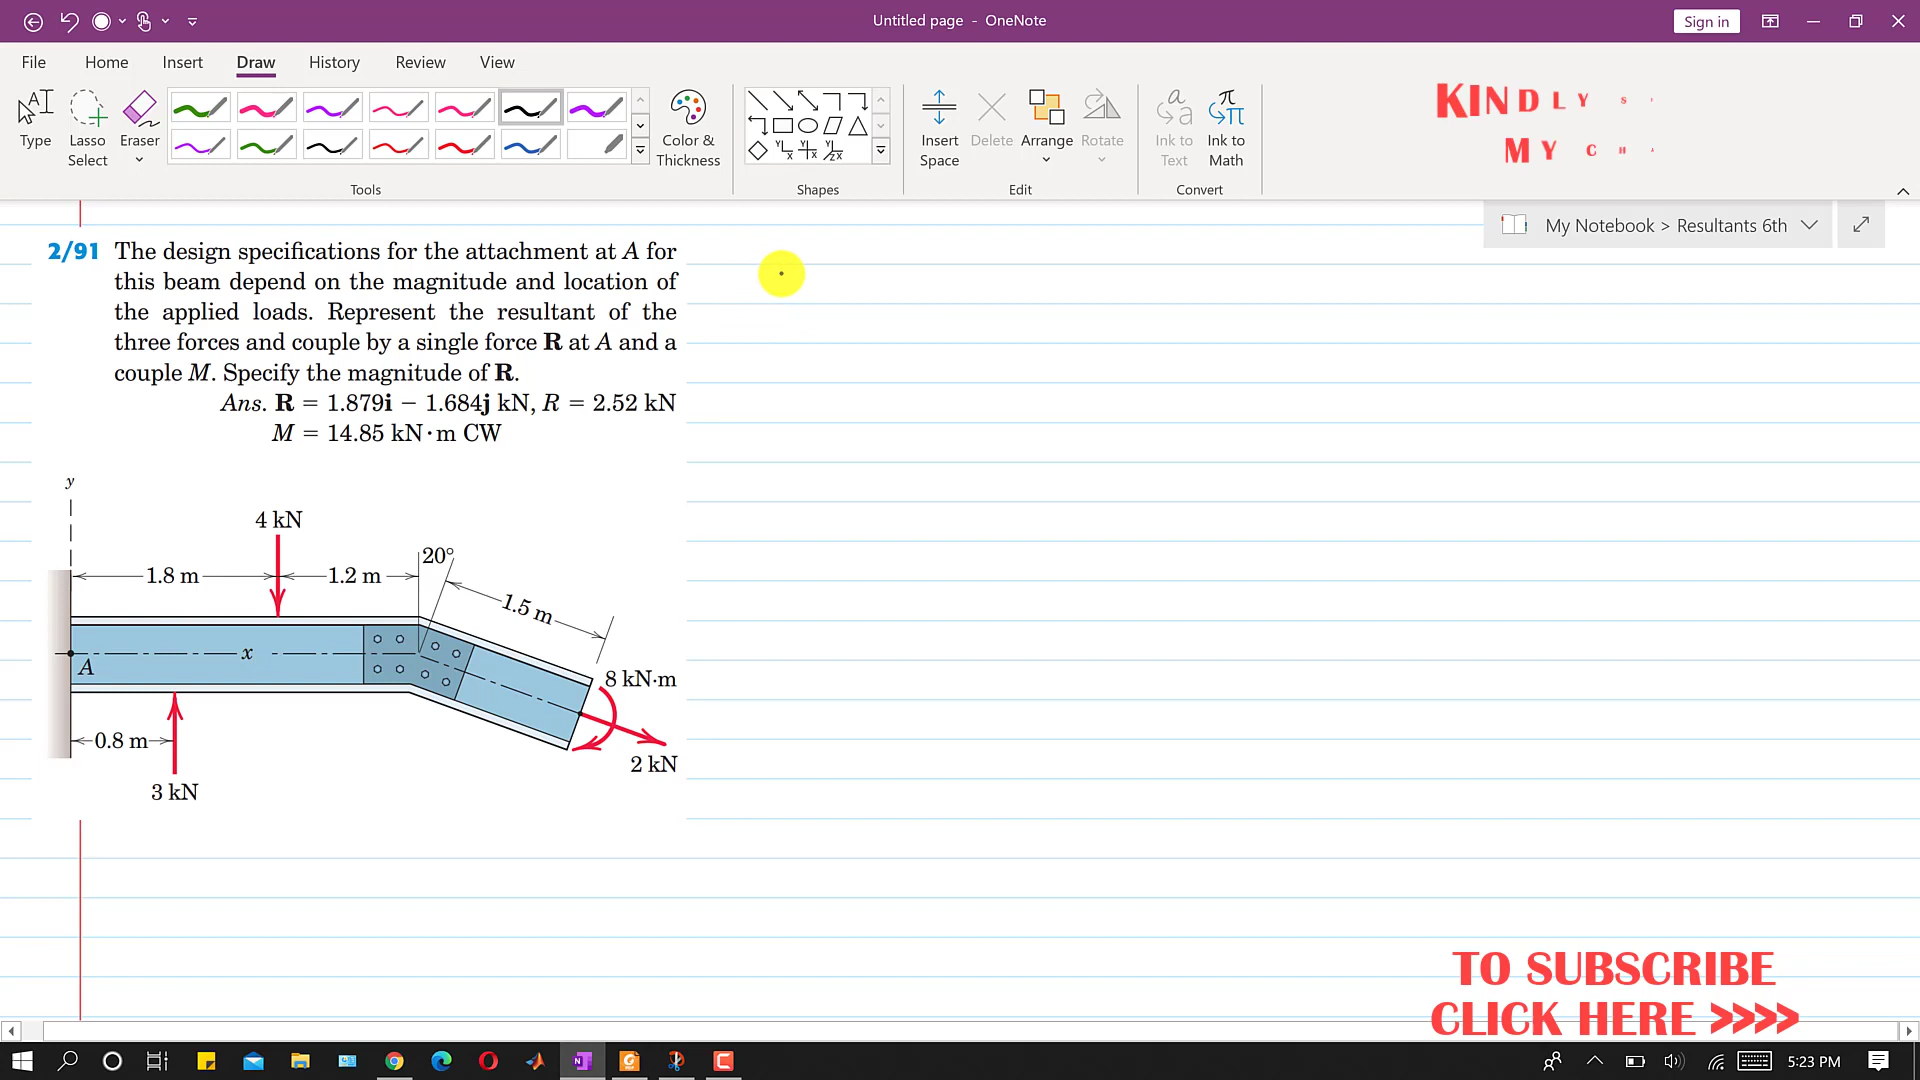 Untitled page - OneNote
Sign in
File Home Insert Draw History Review View
Type
Lasso Select
Eraser
Color & Thickness
Insert Space
Delete
Arrange
Rotate
Ink to Text
Ink to Math
Tools
Shapes
Edit
Convert
KINDLY
MY
My Notebook > Resultants 6th
2/91 The design specifications for the attachment at A for
this beam depend on the magnitude and location of
the applied loads. Represent the resultant of the
three forces and couple by a single force R at A and a
couple M. Specify the magnitude of R.
Ans. R = 1.879i − 1.684j kN, R = 2.52 kN
M = 14.85 kN·m CW
y
4 kN
20°
1.8 m
1.2 m
1.5 m
x
A
8 kN·m
0.8 m
2 kN
3 kN
TO SUBSCRIBE
CLICK HERE >>>>
5:23 PM